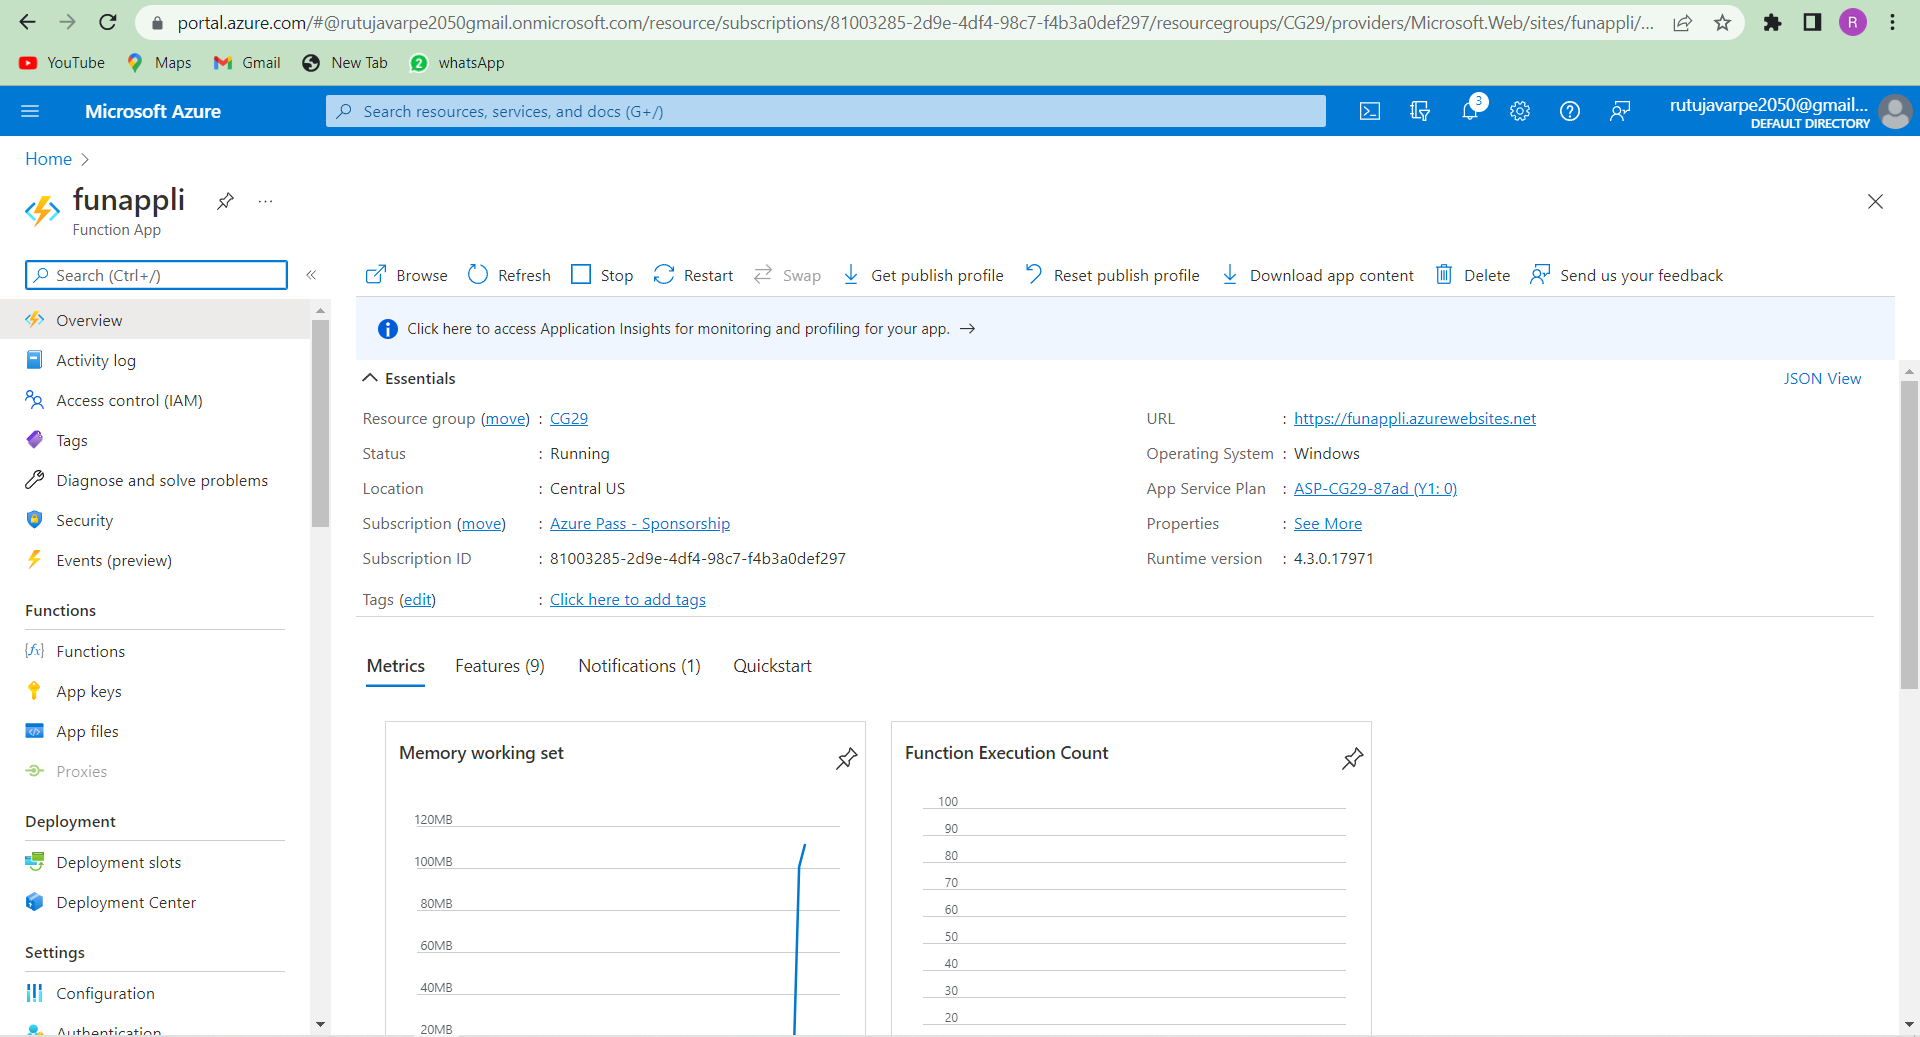 portal.azure.com/#@rutujavarpe2050gmail.onmicrosoft.com/resource/subscriptions/81003285-2d9e-4df4-98c7-f4b3a0def297/resourcegroups/CG29/providers/Microsoft.Web/sites/funappli/... R
YouTube Maps Gmail New Tab 2 whatsApp
Microsoft Azure Search resources, services, and docs (G+/) 3 rutujavarpe2050@gmail...
DEFAULT DIRECTORY
Home
funappli ...
Function App
Search (Ctrl+/) « Browse Refresh Stop Restart Swap Get publish profile Reset publish profile Download app content Delete Send us your feedback
Overview
Activity log
Access control (IAM)
Tags
Diagnose and solve problems
Security
Events (preview)
Functions
Functions
App keys
App files
Proxies
Deployment
Deployment slots
Deployment Center
Settings
Configuration
Authentication
Click here to access Application Insights for monitoring and profiling for your app. →
Essentials JSON View
Resource group (move) : CG29
Status : Running
Location : Central US
Subscription (move) : Azure Pass - Sponsorship
Subscription ID : 81003285-2d9e-4df4-98c7-f4b3a0def297
Tags (edit) : Click here to add tags
URL : https://funappli.azurewebsites.net
Operating System : Windows
App Service Plan : ASP-CG29-87ad (Y1: 0)
Properties : See More
Runtime version : 4.3.0.17971
Metrics Features (9) Notifications (1) Quickstart
Memory working set
120MB
100MB
80MB
60MB
40MB
20MB
Function Execution Count
100
90
80
70
60
50
40
30
20